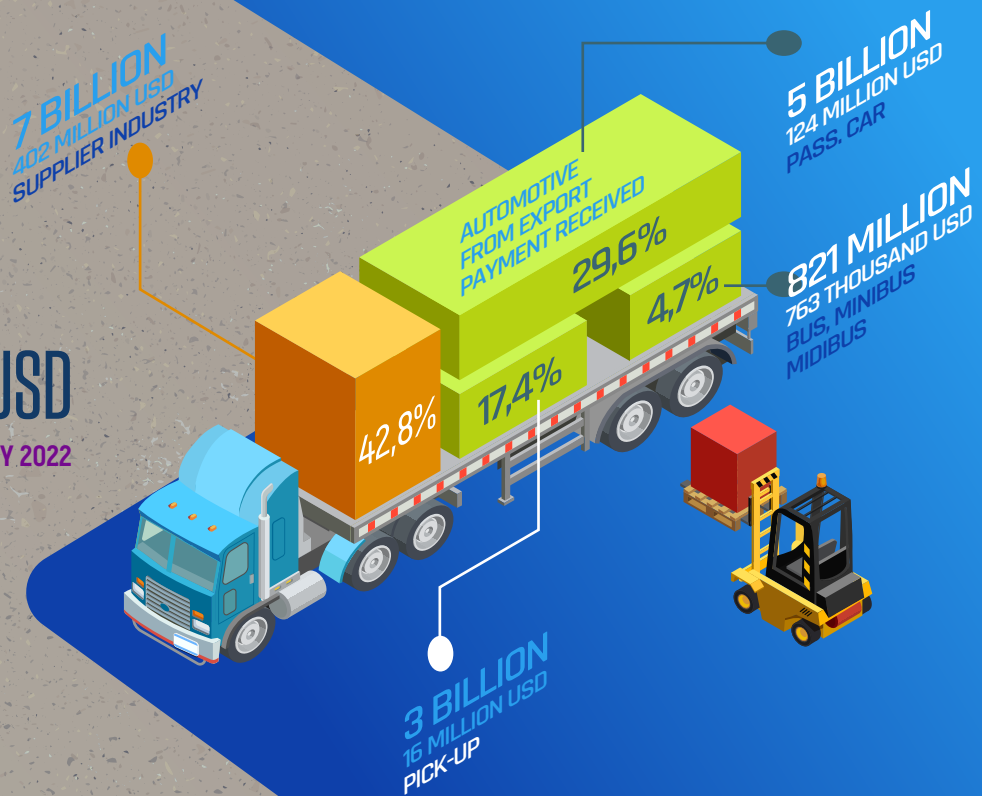 7 BILLION
402 MILLION USD
SUPPLIER INDUSTRY
5 BILLION
124 MILLION USD
PASS. CAR
AUTOMOTIVE
FROM EXPORT
PAYMENT RECEIVED
29,6%
4,7%
821 MILLION
763 THOUSAND USD
BUS, MINIBUS
MIDIBUS
USD
Y 2022
17,4%
42,8%
3 BILLION
16 MILLION USD
PICK-UP